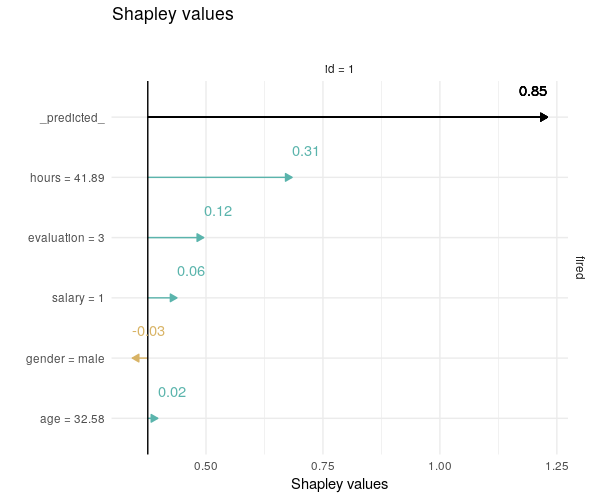 Shapley values
id = 1
_predicted_
0.85
hours = 41.89
0.31
evaluation = 3
0.12
salary = 1
0.06
gender = male
-0.03
age = 32.58
0.02
fired
0.50
0.75
1.00
1.25
Shapley values